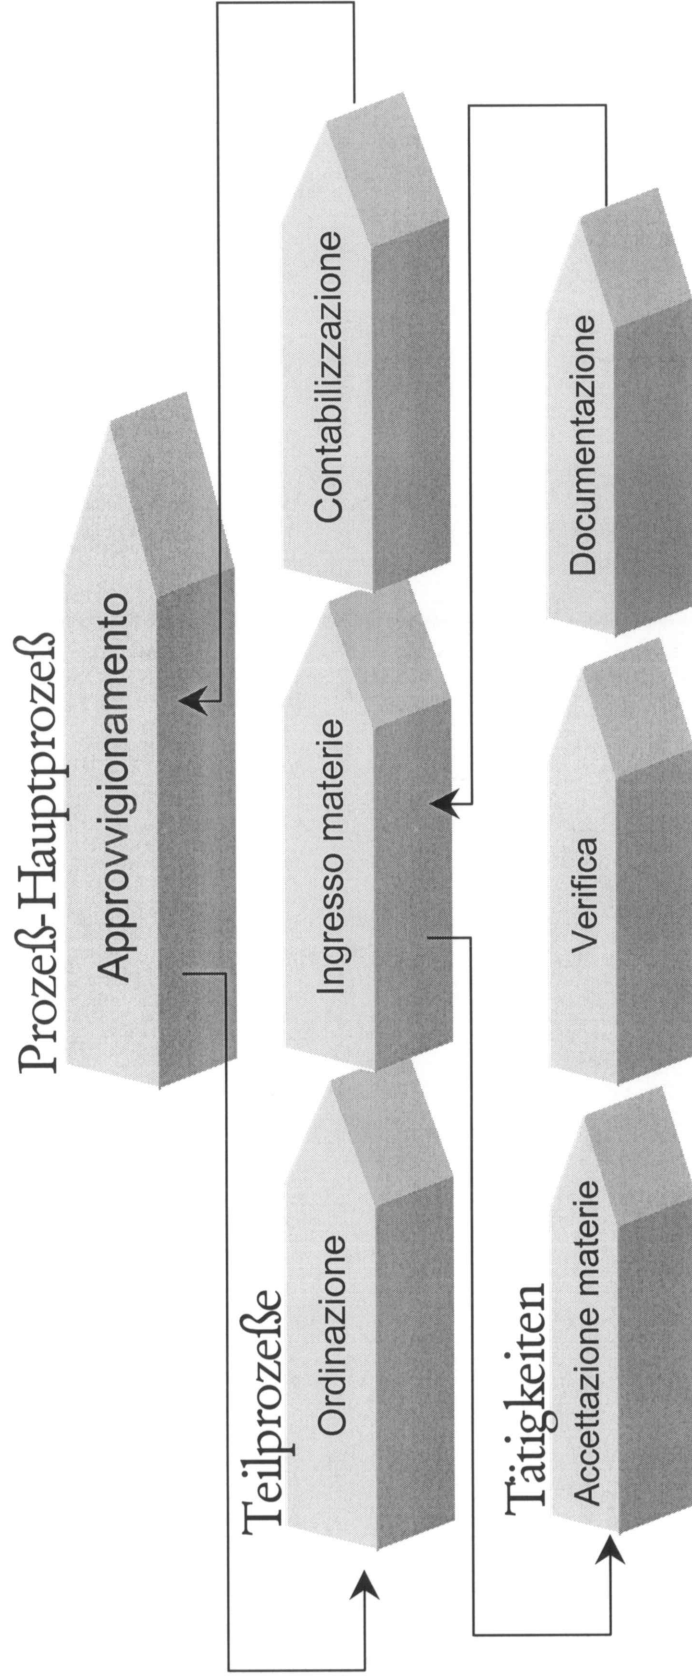 Prozeß-Hauptprozeß
Approvvigionamento
Teilprozeße
Ordinazione
Ingresso materie
Contabilizzazione
Tätigkeiten
Accettazione materie
Verifica
Documentazione